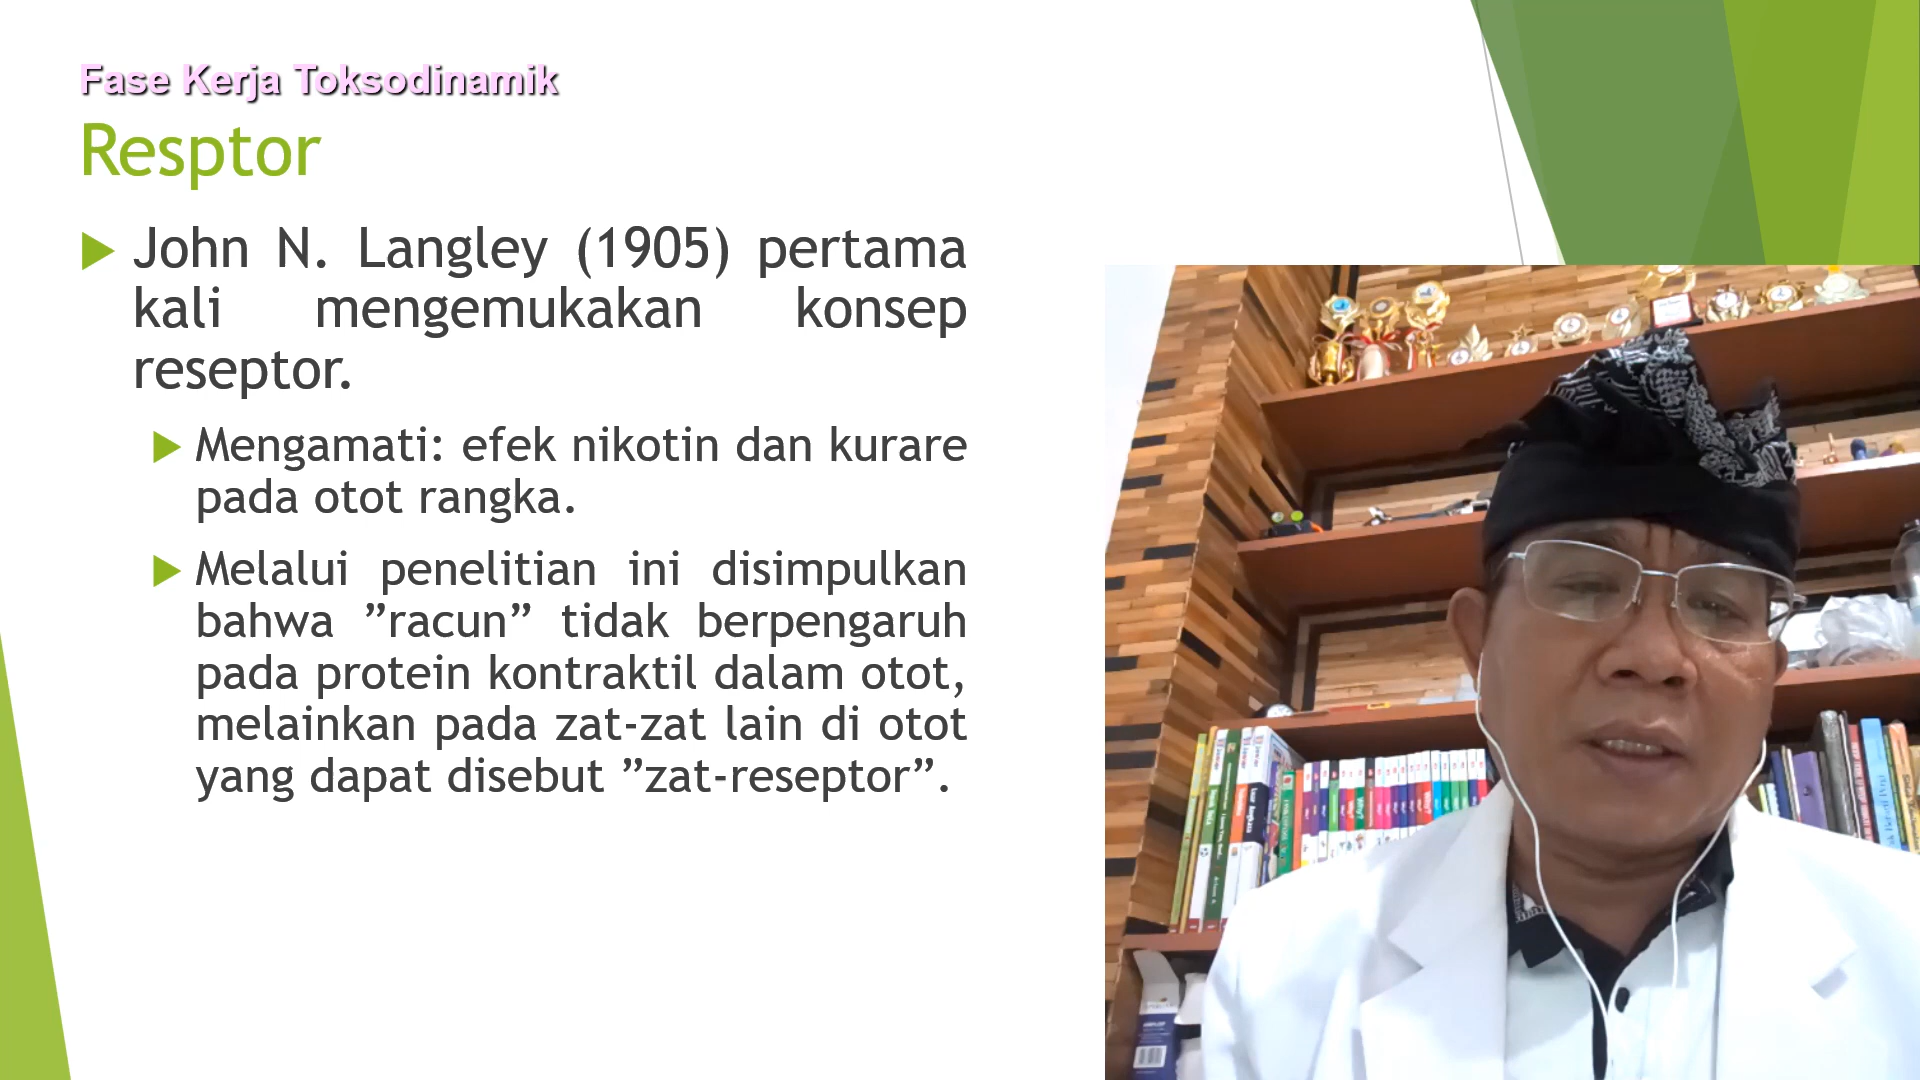 Fase Kerja Toksodinamik
Resptor
John N. Langley (1905) pertama
kali mengemukakan konsep
reseptor.
Mengamati: efek nikotin dan kurare
pada otot rangka.
Melalui penelitian ini disimpulkan
bahwa ”racun” tidak berpengaruh
pada protein kontraktil dalam otot,
melainkan pada zat-zat lain di otot
yang dapat disebut ”zat-reseptor”.